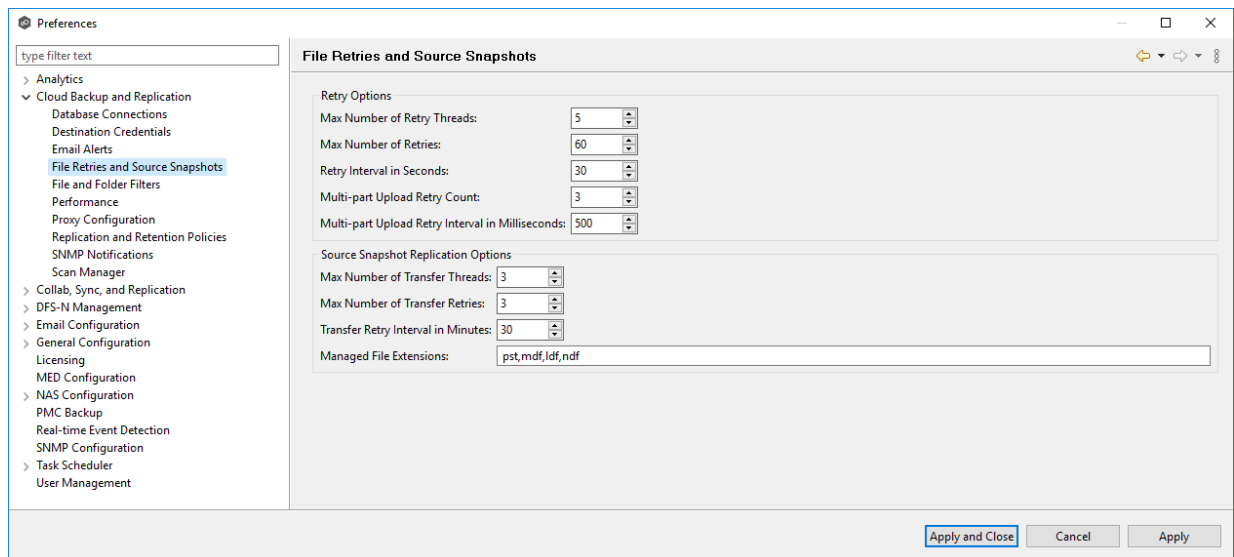 Preferences
type filter text
Analytics
Cloud Backup and Replication
Database Connections
Destination Credentials
Email Alerts
File Retries and Source Snapshots
File and Folder Filters
Performance
Proxy Configuration
Replication and Retention Policies
SNMP Notifications
Scan Manager
Collab, Sync, and Replication
DFS-N Management
Email Configuration
General Configuration
Licensing
MED Configuration
NAS Configuration
PMC Backup
Real-time Event Detection
SNMP Configuration
Task Scheduler
User Management
File Retries and Source Snapshots
Retry Options
Max Number of Retry Threads: 5
Max Number of Retries: 60
Retry Interval in Seconds: 30
Multi-part Upload Retry Count: 3
Multi-part Upload Retry Interval in Milliseconds: 500
Source Snapshot Replication Options
Max Number of Transfer Threads: 3
Max Number of Transfer Retries: 3
Transfer Retry Interval in Minutes: 30
Managed File Extensions: pst,mdf,ldf,ndf
Apply and Close Cancel Apply